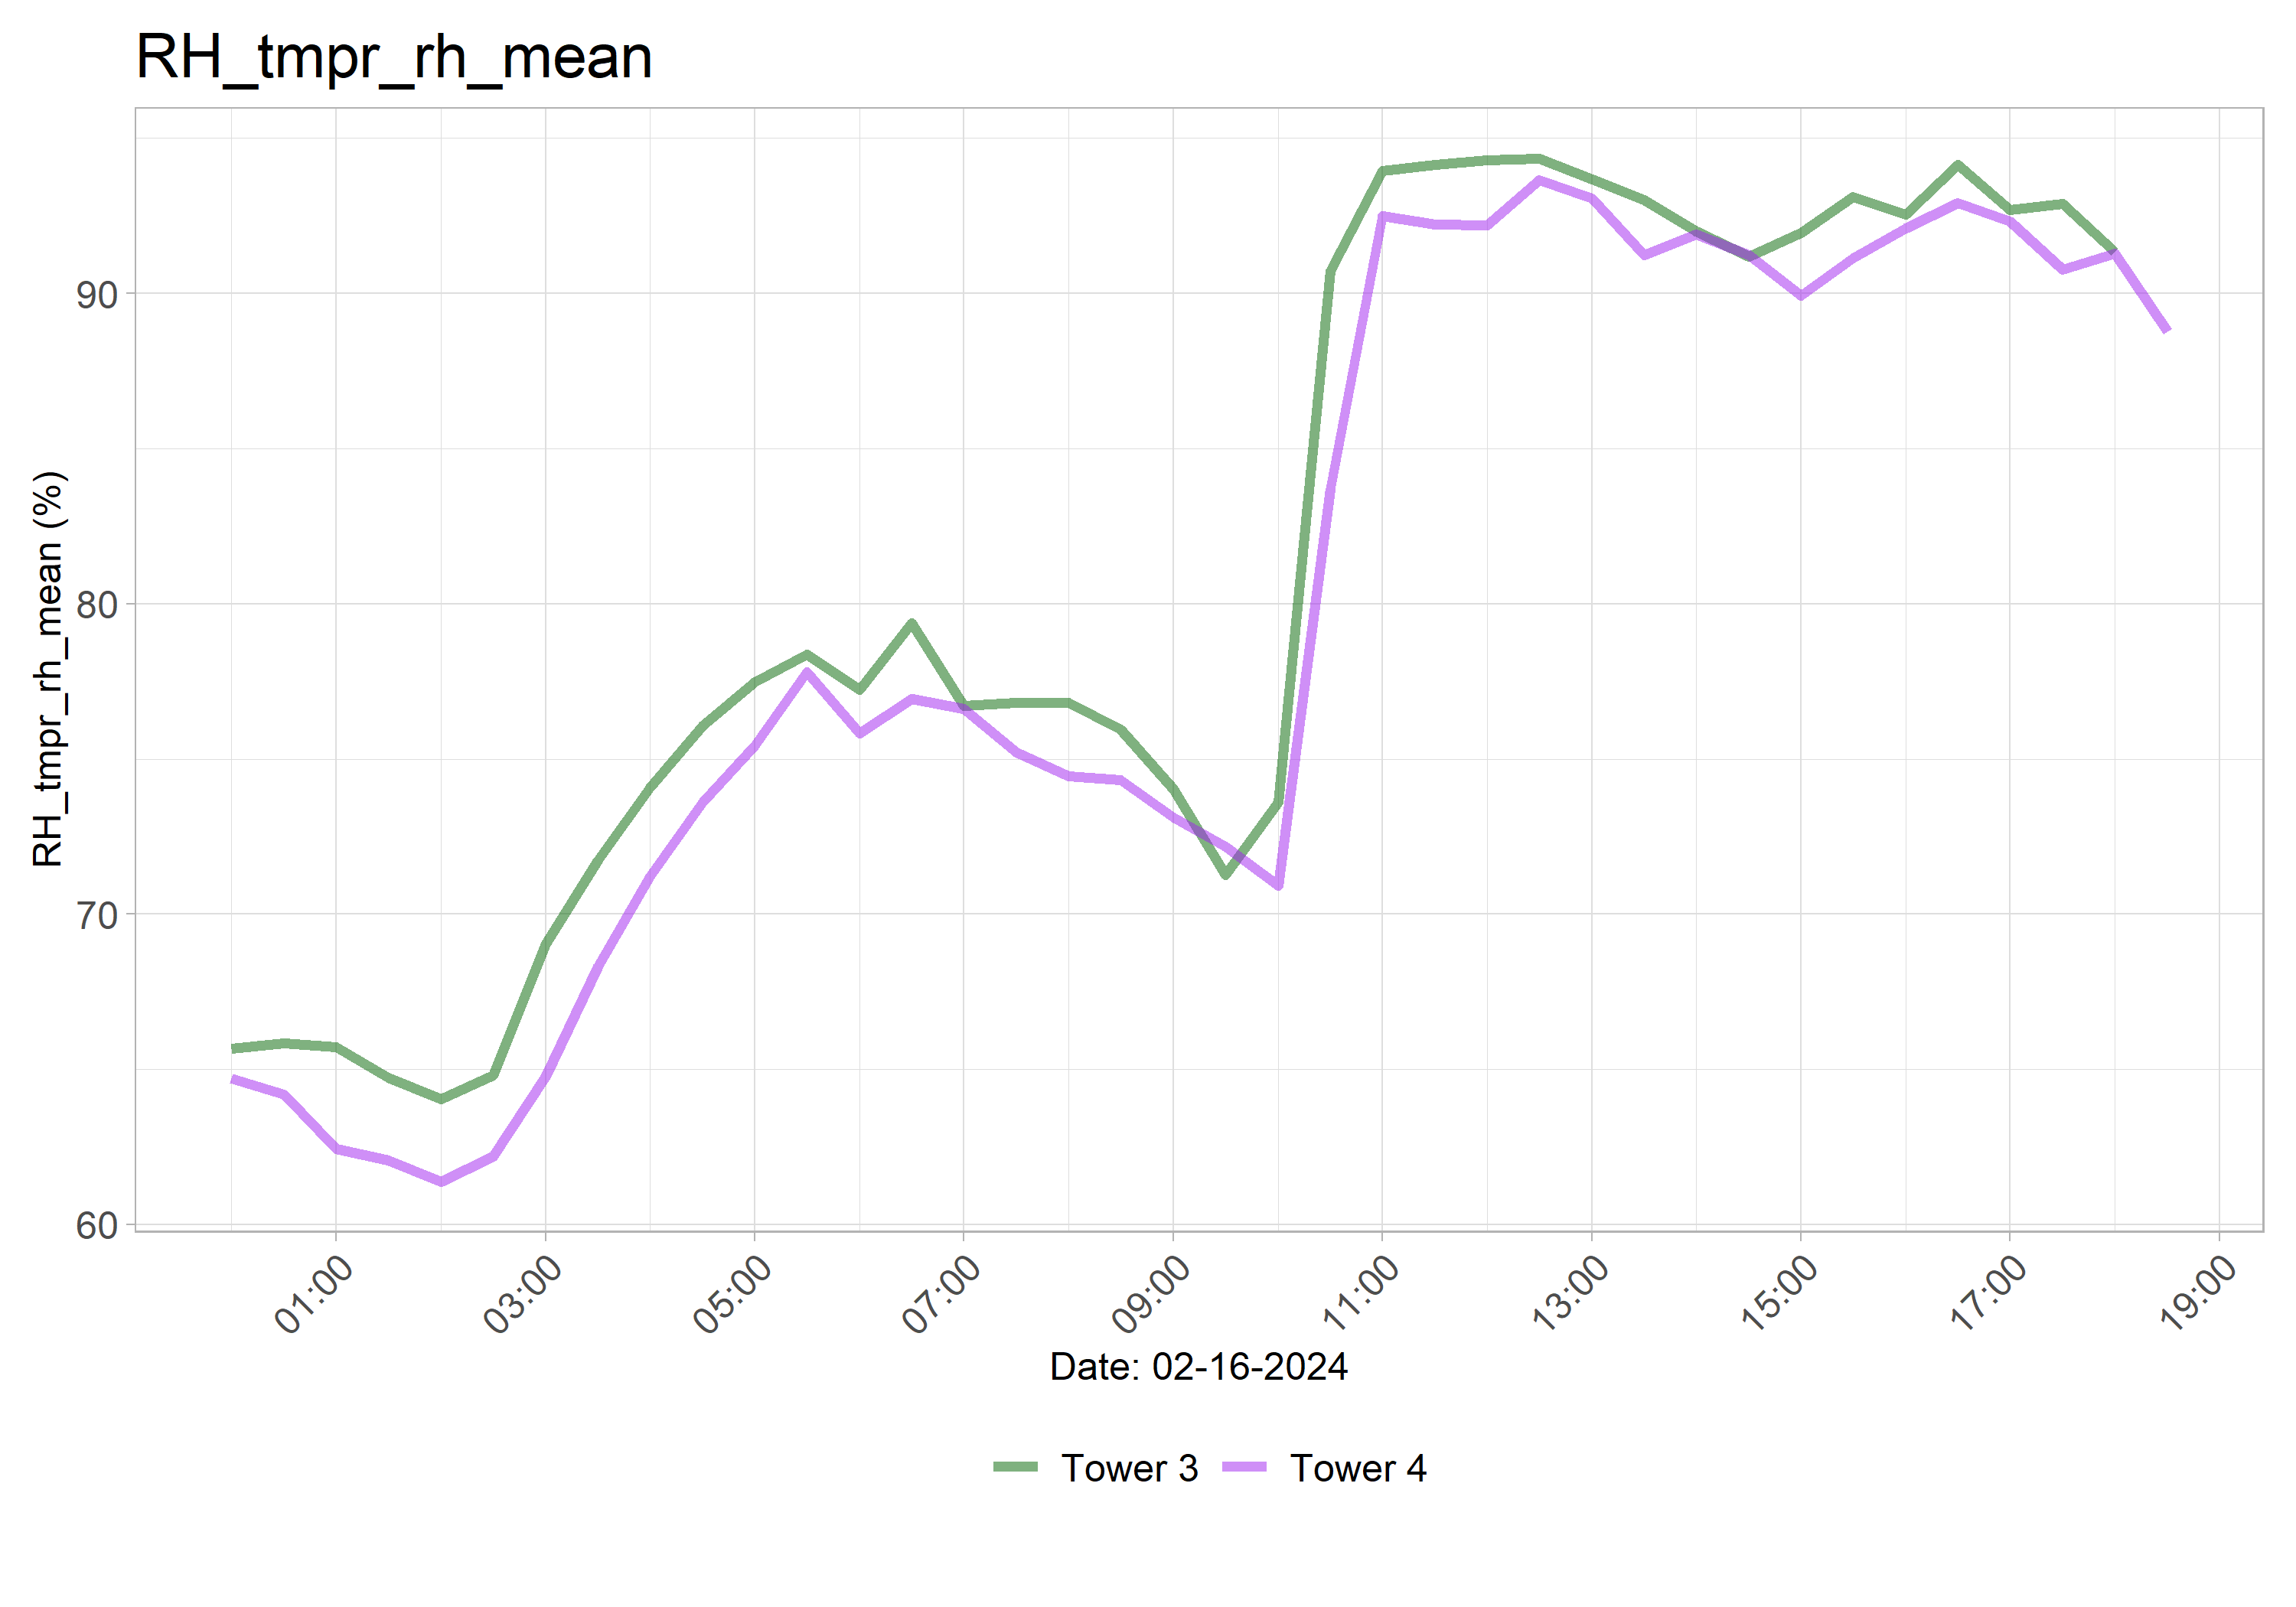 RH_tmpr_rh_mean
RH_tmpr_rh_mean (%)
90
80
70
60
01:00 03:00 05:00 07:00 09:00 11:00 13:00 15:00 17:00 19:00
Date: 02-16-2024
Tower 3 Tower 4